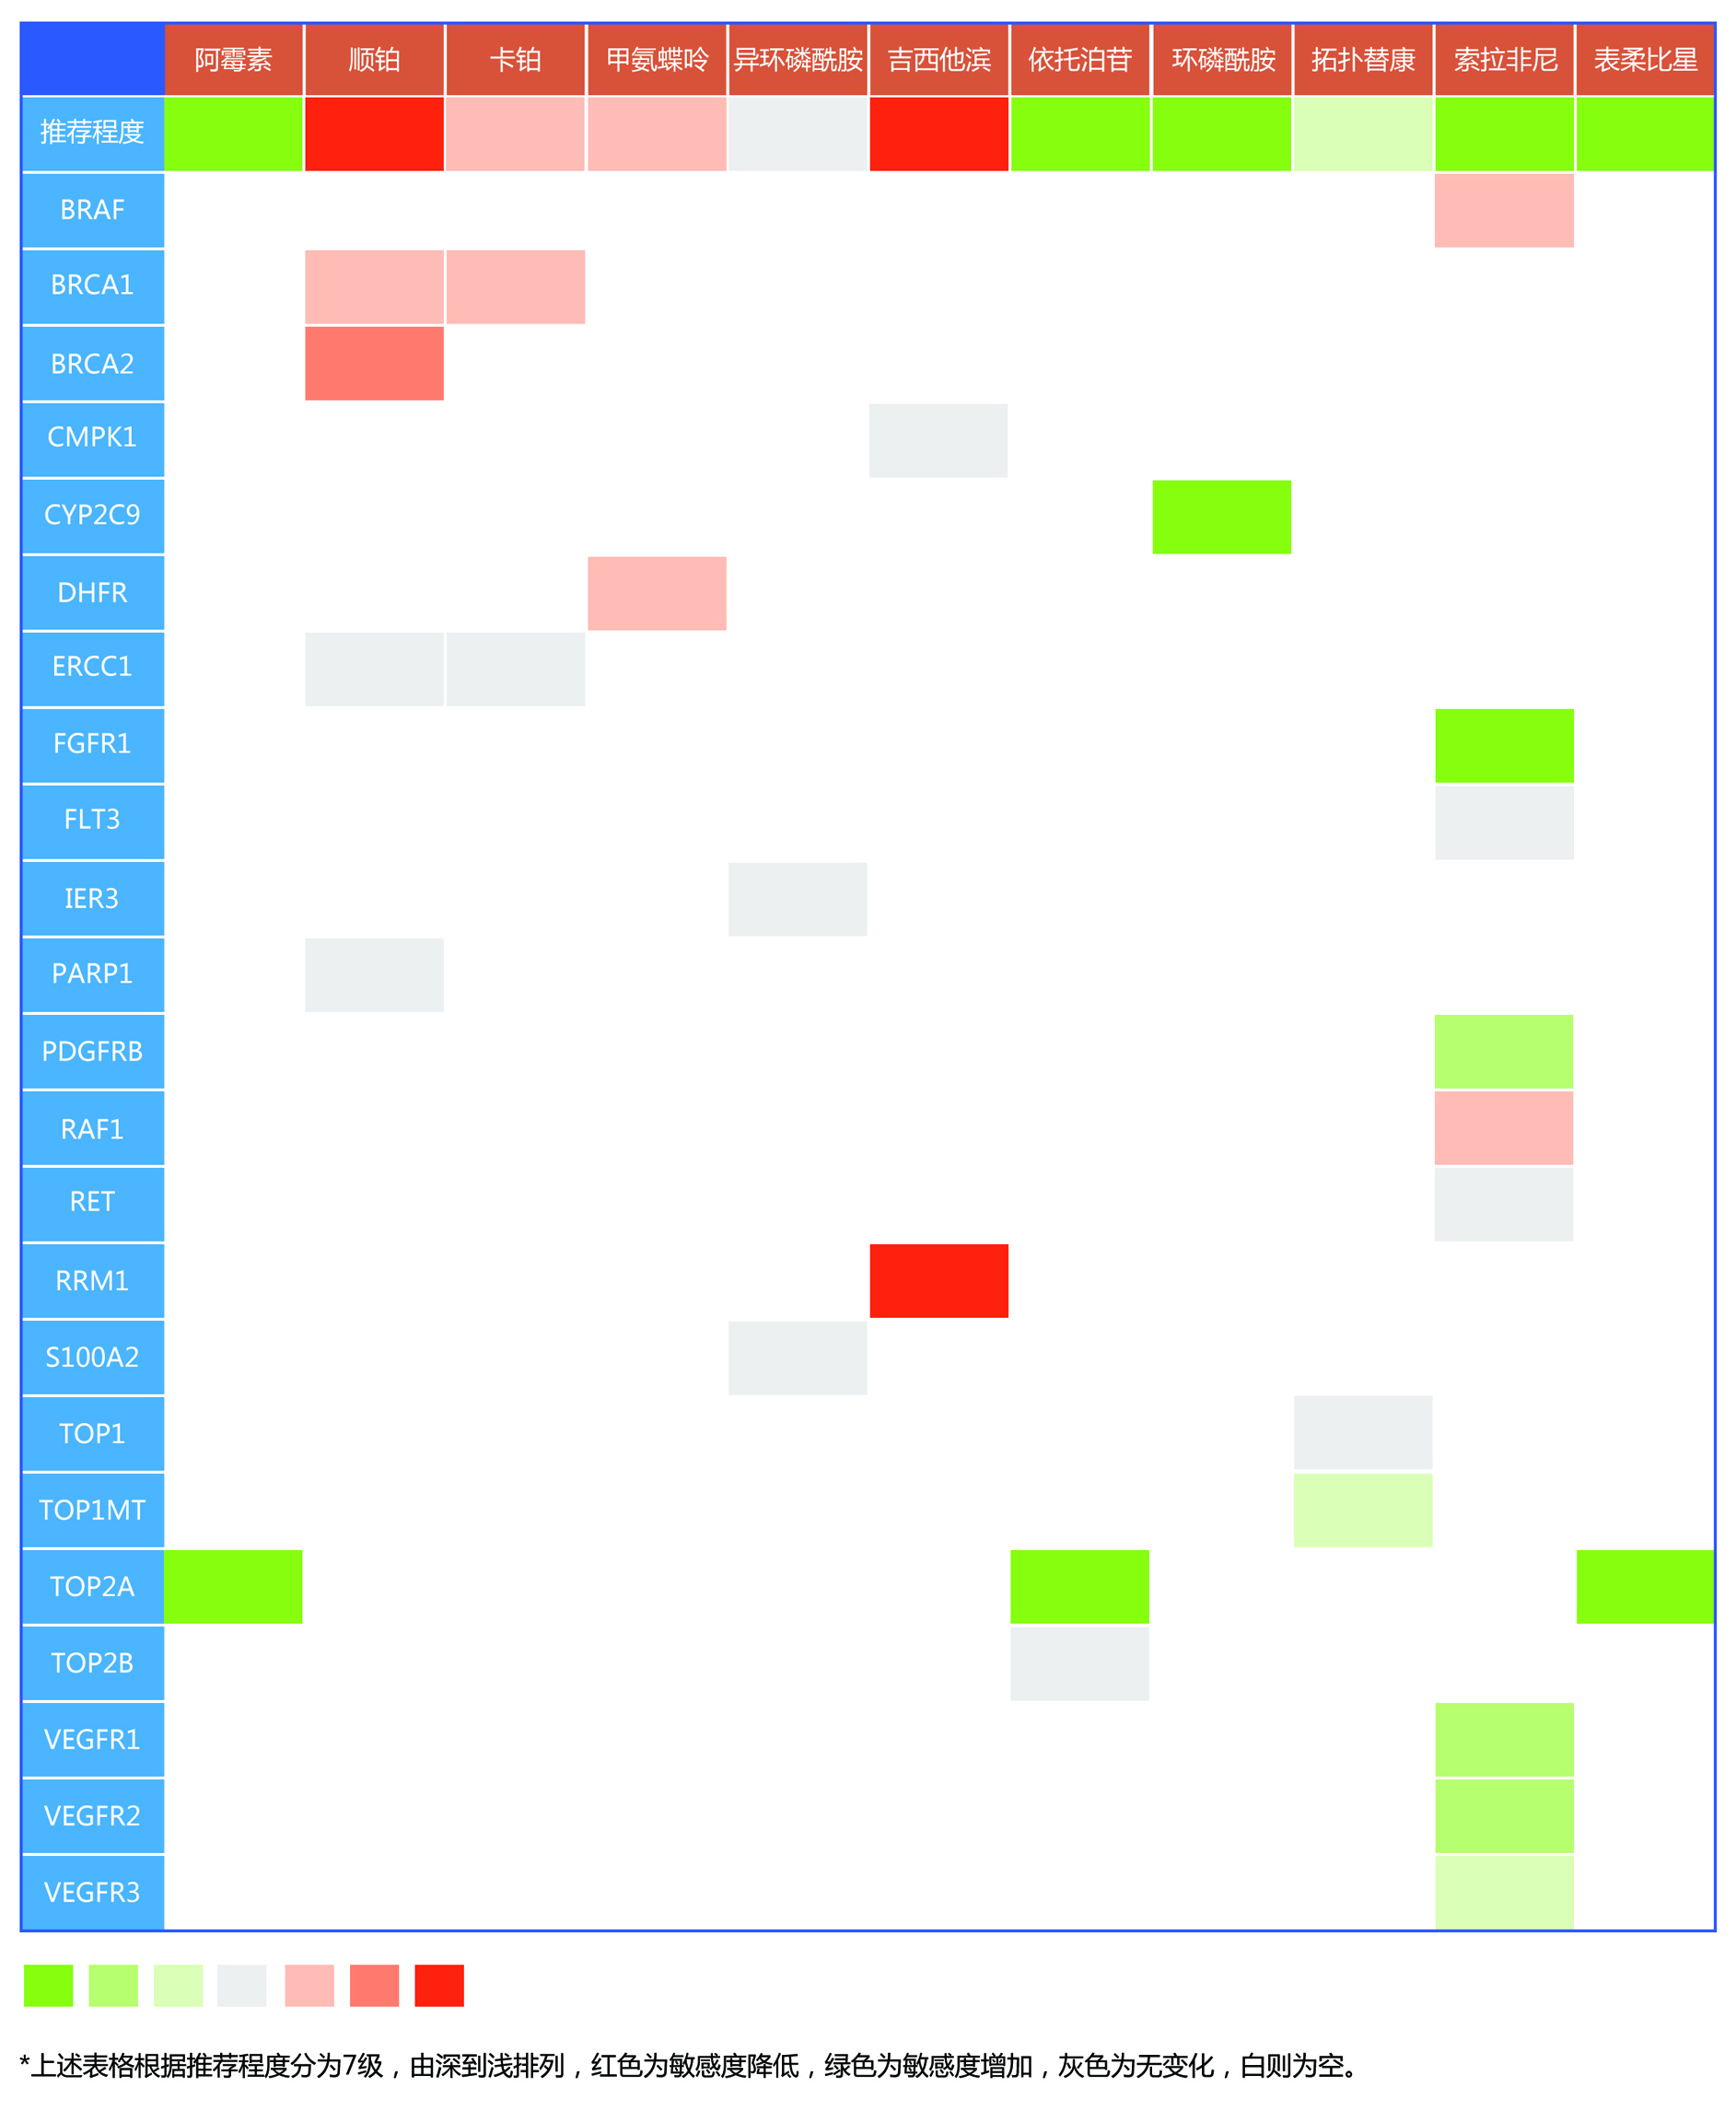 阿霉素 顺铂 卡铂 甲氨蝶呤 异环磷酰胺 吉西他滨 依托泊苷 环磷酰胺 拓扑替康 索拉非尼 表柔比星
推荐程度
BRAF
BRCA1
BRCA2
CMPK1
CYP2C9
DHFR
ERCC1
FGFR1
FLT3
IER3
PARP1
PDGFRB
RAF1
RET
RRM1
S100A2
TOP1
TOP1MT
TOP2A
TOP2B
VEGFR1
VEGFR2
VEGFR3
*上述表格根据推荐程度分为7级，由深到浅排列，红色为敏感度降低，绿色为敏感度增加，灰色为无变化，白则为空。